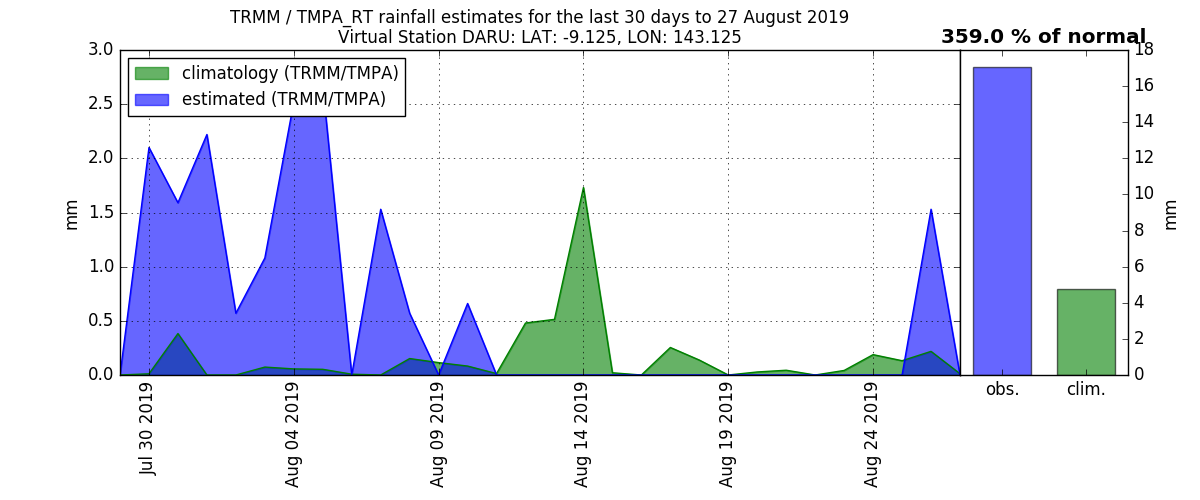 TRMM / TMPA_RT rainfall estimates for the last 30 days to 27 August 2019
Virtual Station DARU: LAT: -9.125, LON: 143.125
359.0 % of normal
climatology (TRMM/TMPA)
estimated (TRMM/TMPA)
3.0
2.5
2.0
1.5
1.0
0.5
0.0
mm
Jul 30 2019
Aug 04 2019
Aug 09 2019
Aug 14 2019
Aug 19 2019
Aug 24 2019
18
16
14
12
10
8
6
4
2
0
mm
obs.
clim.